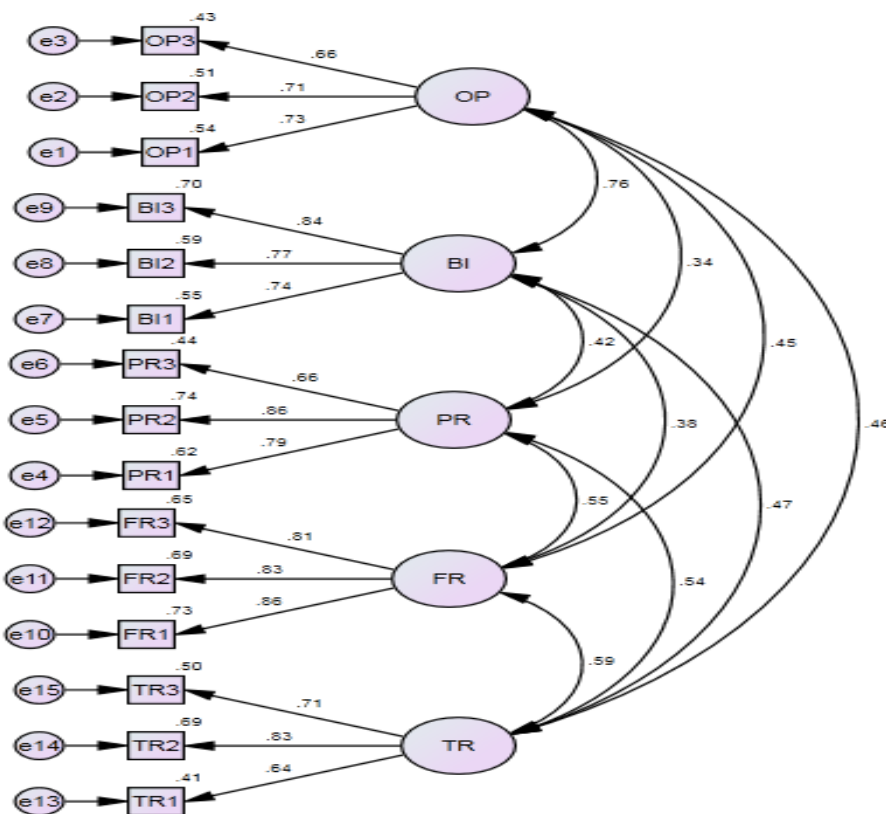 .43
e3 OP3
.66
.51
e2 OP2 .71 OP
.73
.54
e1 OP1
.76
.70
e9 BI3
.84
.59
e8 BI2 .77 BI .34
.74
.55
e7 BI1
.42 .45
.44
e6 PR3
.66
.74
e5 PR2 .86 PR .38 .46
.79
.62
e4 PR1
.65 .55 .47
e12 FR3
.81
.69
e11 FR2 .83 FR .54
.86
.73
e10 FR1
.59
.50
e15 TR3
.71
.69
e14 TR2 .83 TR
.64
.41
e13 TR1